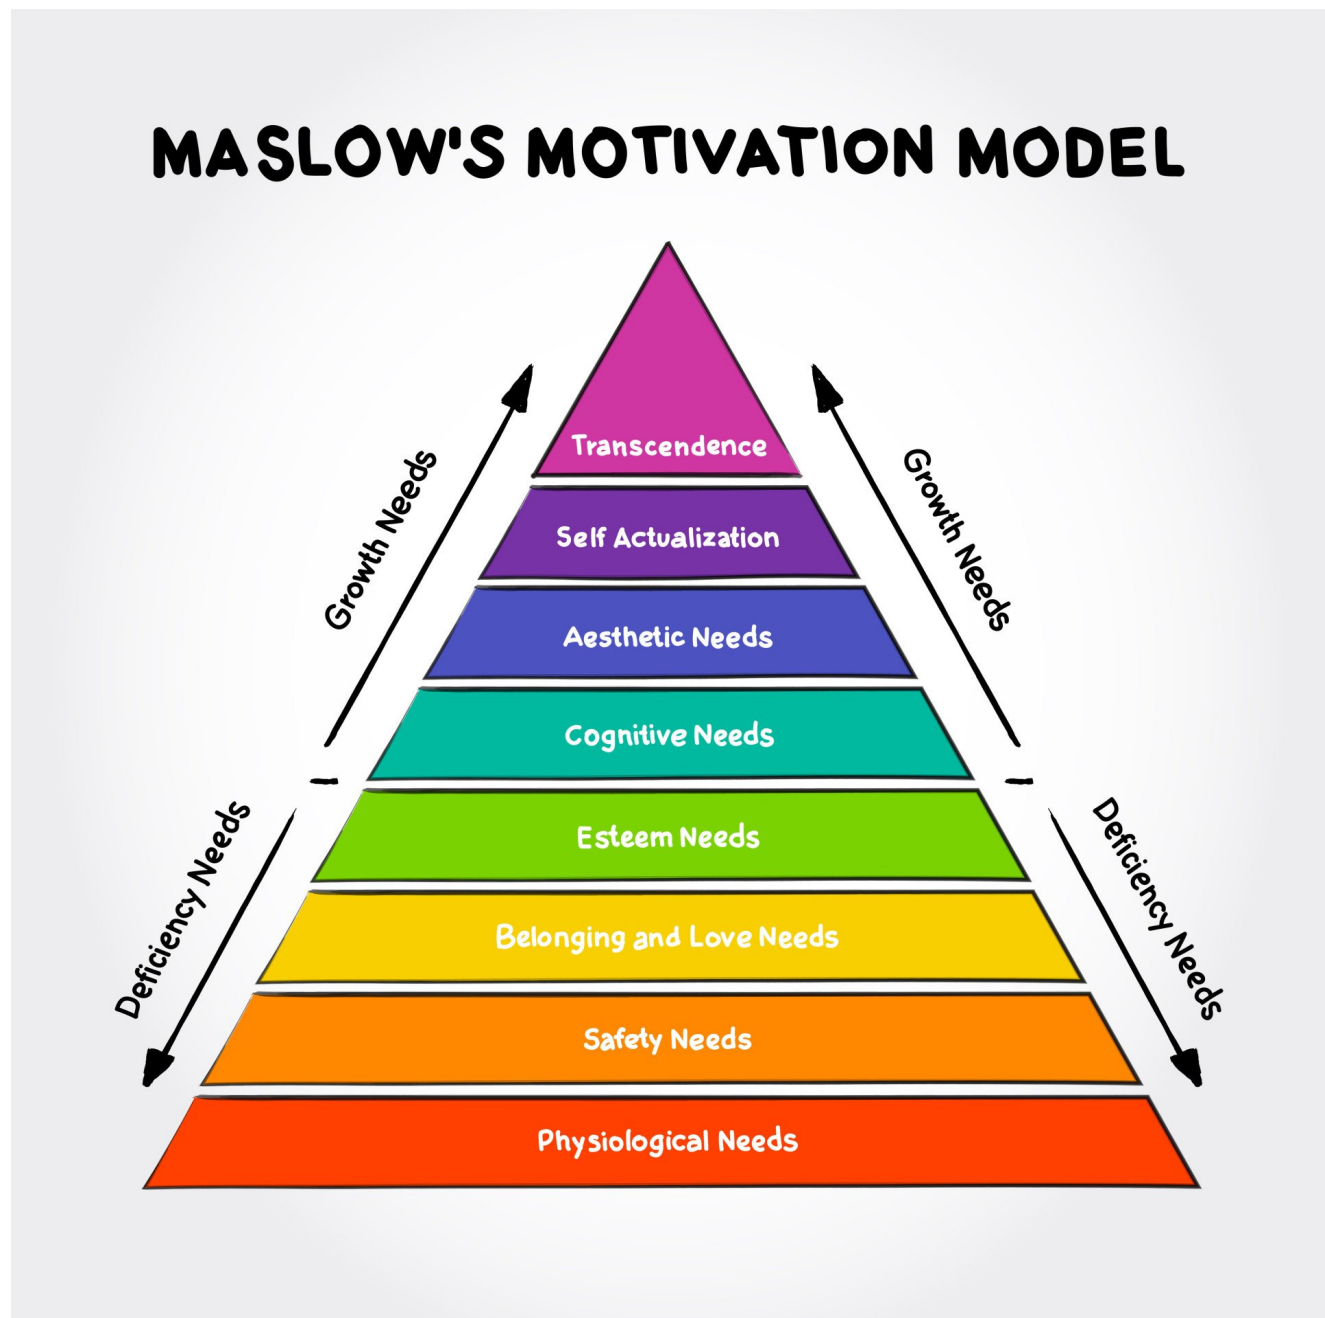 MASLOW'S MOTIVATION MODEL
Transcendence
Growth Needs
Growth Needs
Self Actualization
Aesthetic Needs
Cognitive Needs
Deficiency Needs
Deficiency Needs
Esteem Needs
Belonging and Love Needs
Safety Needs
Physiological Needs